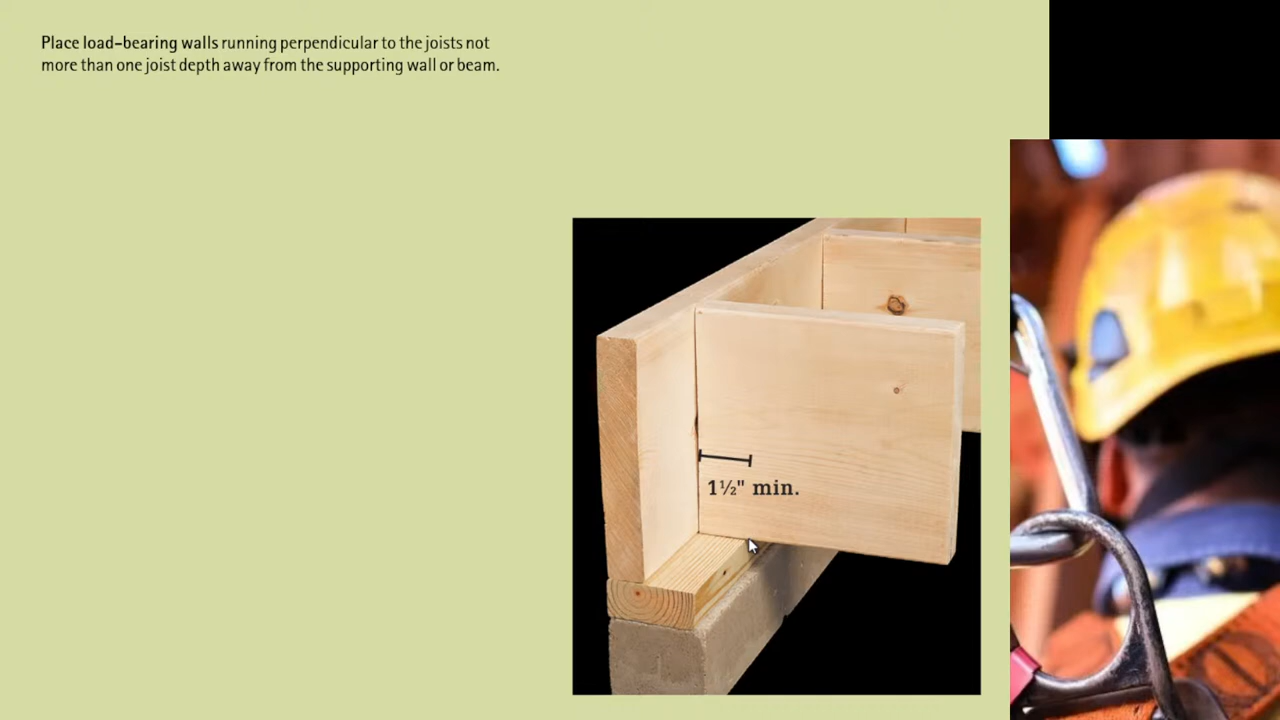 Place load-bearing walls running perpendicular to the joists not
more than one joist depth away from the supporting wall or beam.
1½" min.